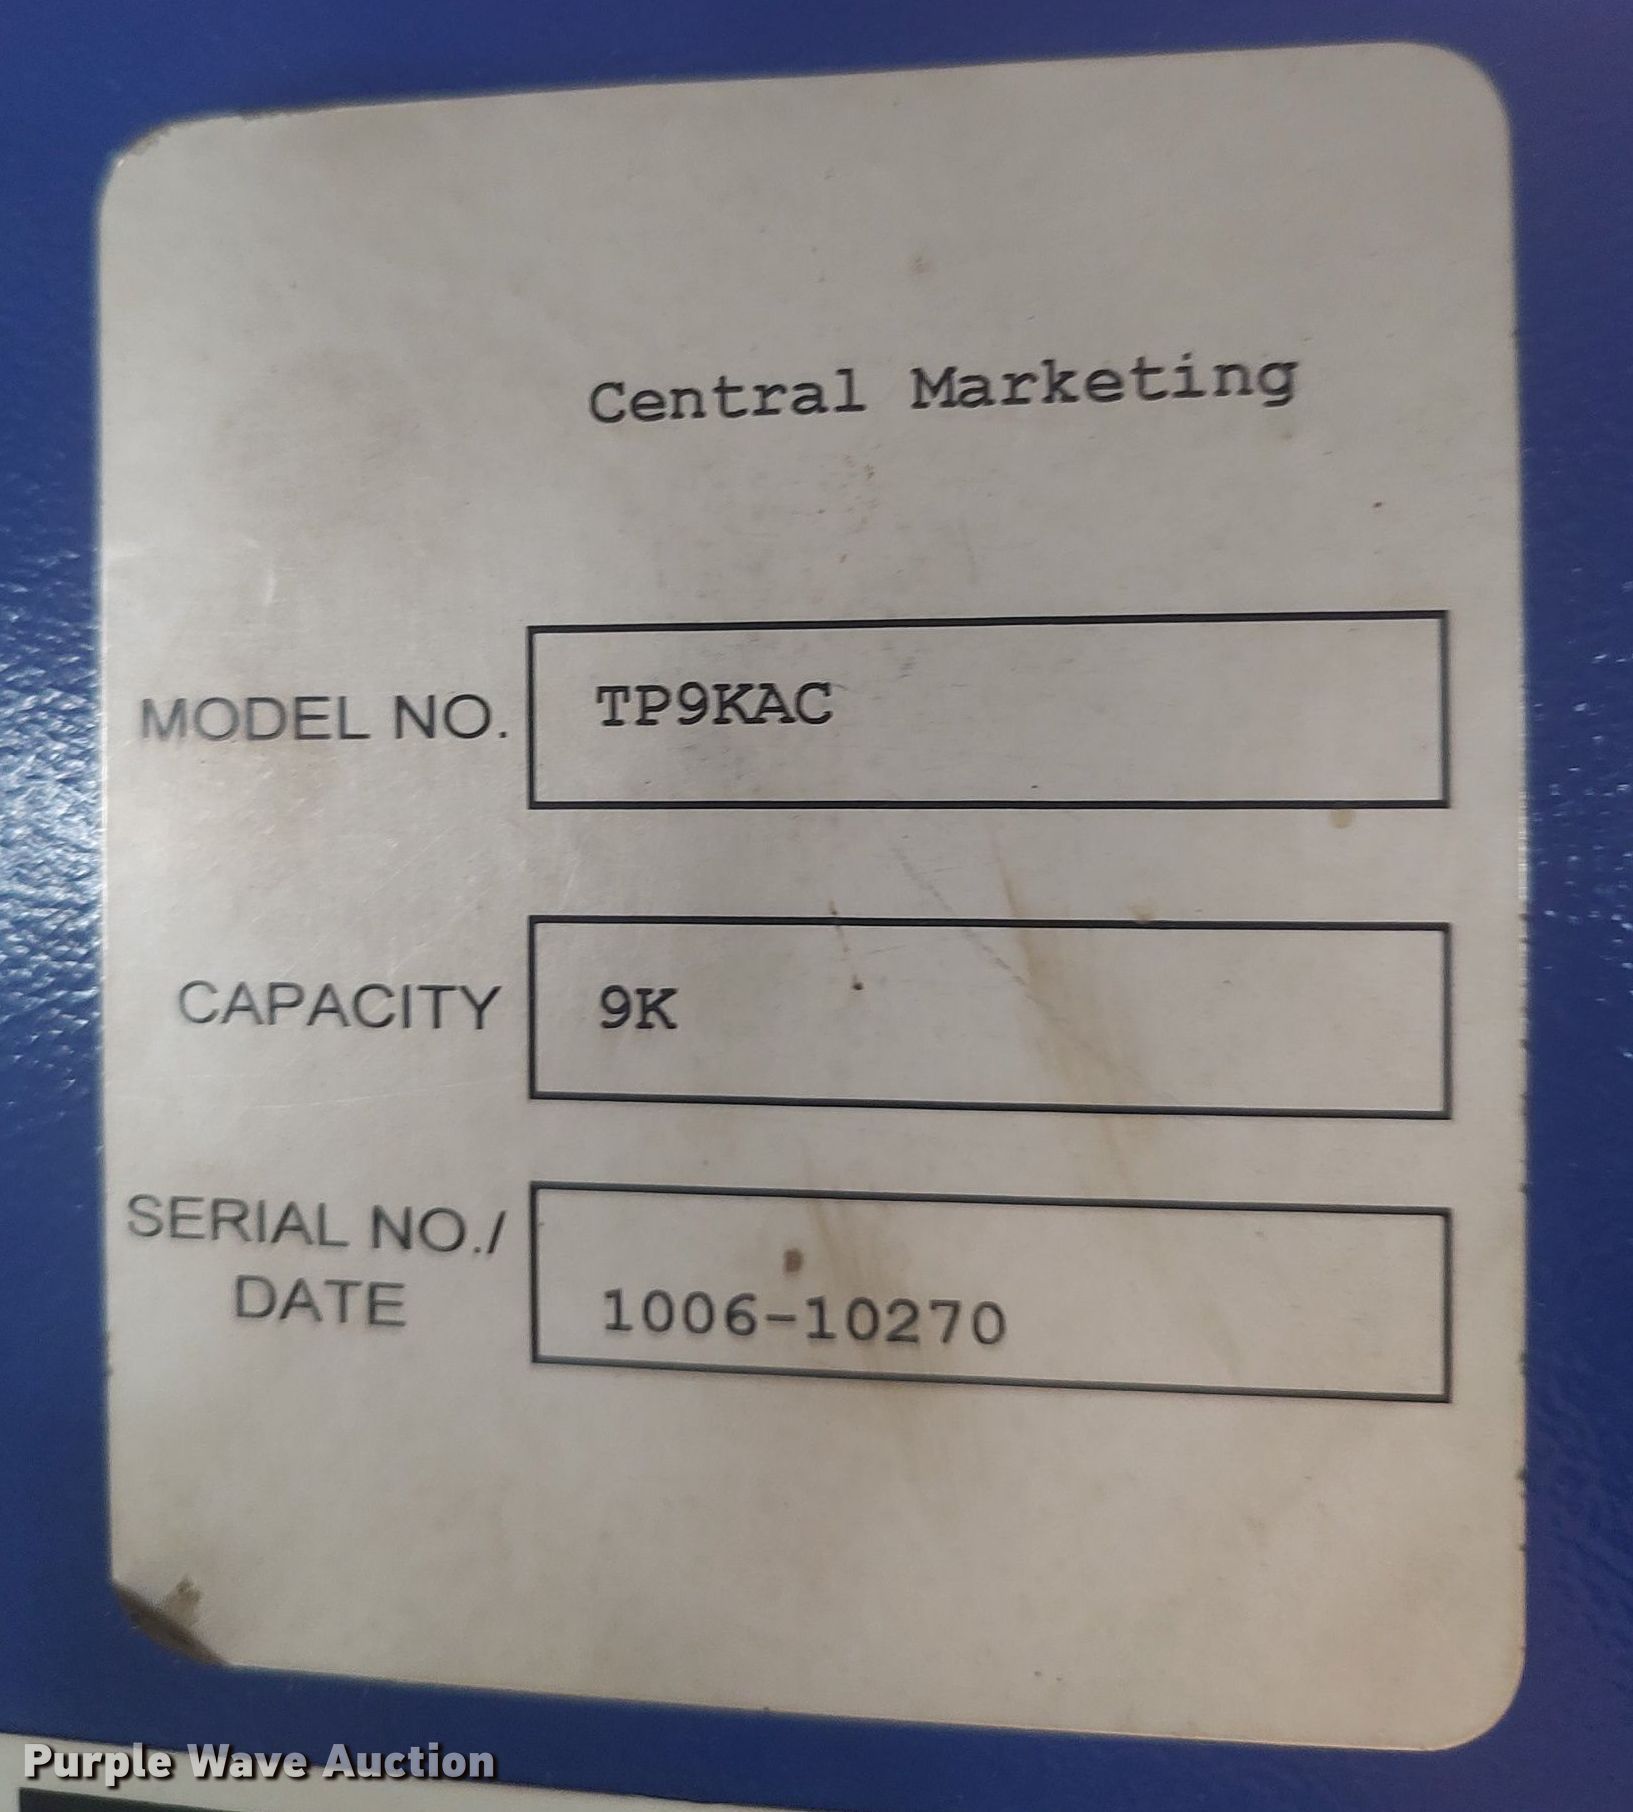 Central Marketing
MODEL NO. TP9KAC
CAPACITY 9K
SERIAL NO./
DATE 1006-10270
Purple Wave Auction